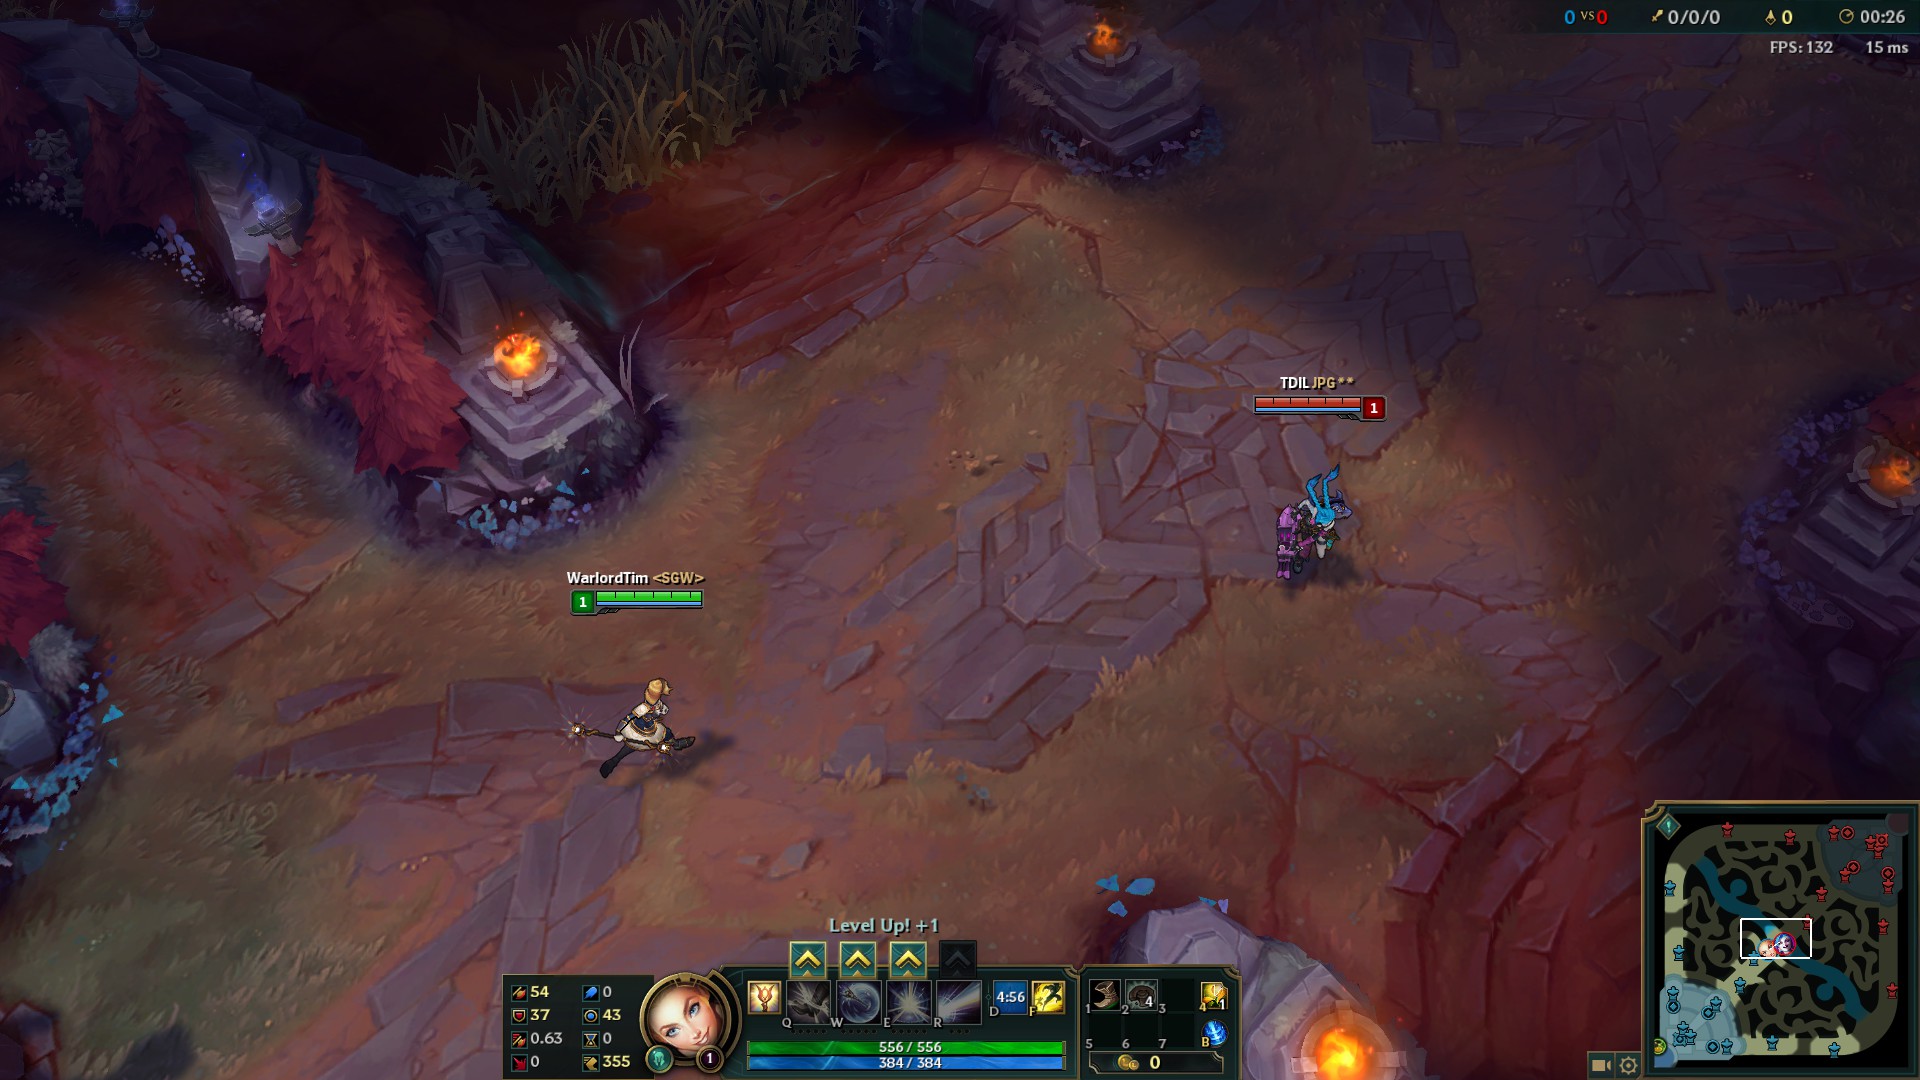 0 VS 0 0/0/0 0 00:26
FPS: 132 15 ms
TDIL JPG**
1
WarlordTim <SGW>
1
Level Up! +1
54 0
37 43
0.63 0
0 355
1
Q W E R
4:56
D F
1 2 4 3 4 1
5 6 7 B
556 / 556
384 / 384
0